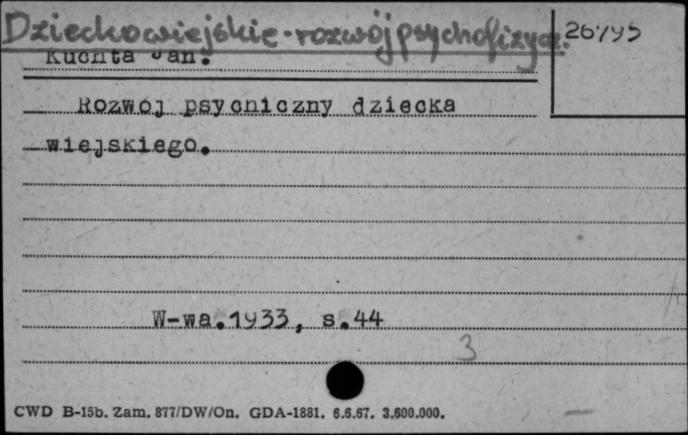 Dziecko wiejskie - rozwój psychofizycz.
26795
Kuchta Jan.
Rozwój psychiczny dziecka
wiejskiego.
W-wa.1933, s.44
3
CWD B-15b. Zam. 877/DW/On. GDA-1881. 6.6.67. 3.600.000.